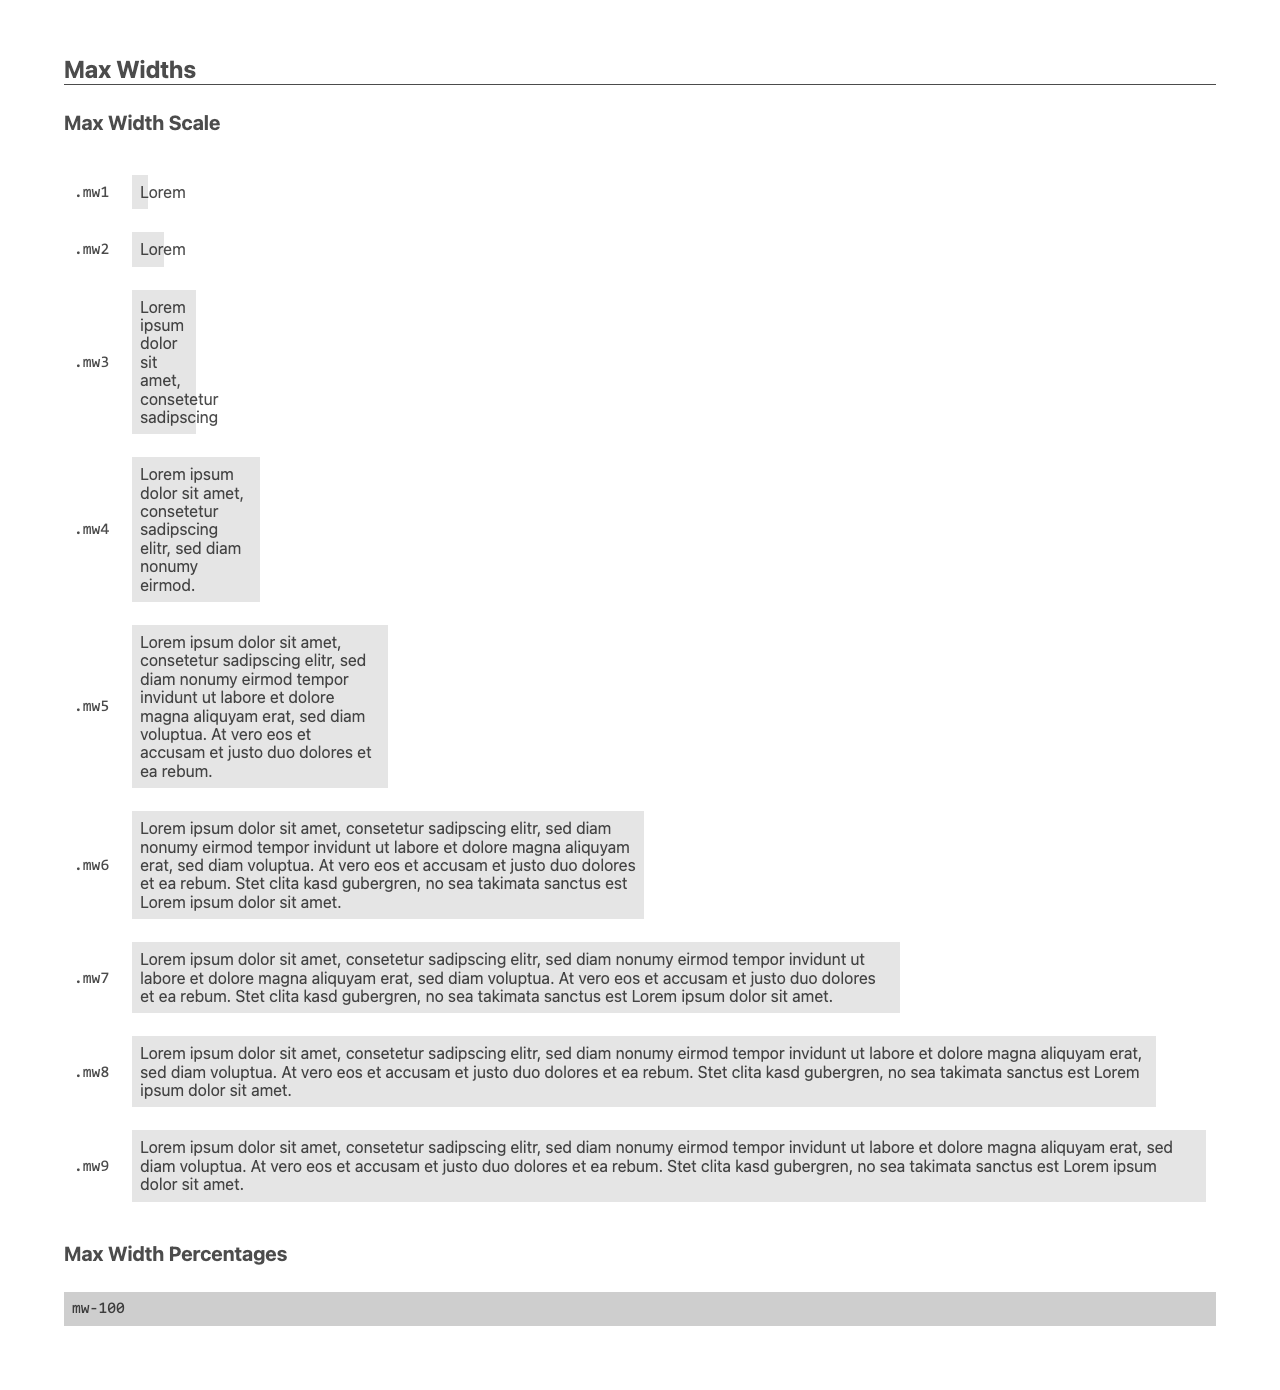 Max Widths
Max Width Scale
.mw1
Lorem
.mw2
Lorem
.mw3
Lorem
ipsum
dolor
sit
amet,
consetetur
sadipscing
.mw4
Lorem ipsum
dolor sit amet,
consetetur
sadipscing
elitr, sed diam
nonumy
eirmod.
.mw5
Lorem ipsum dolor sit amet,
consetetur sadipscing elitr, sed
diam nonumy eirmod tempor
invidunt ut labore et dolore
magna aliquyam erat, sed diam
voluptua. At vero eos et
accusam et justo duo dolores et
ea rebum.
.mw6
Lorem ipsum dolor sit amet, consetetur sadipscing elitr, sed diam
nonumy eirmod tempor invidunt ut labore et dolore magna aliquyam
erat, sed diam voluptua. At vero eos et accusam et justo duo dolores
et ea rebum. Stet clita kasd gubergren, no sea takimata sanctus est
Lorem ipsum dolor sit amet.
.mw7
Lorem ipsum dolor sit amet, consetetur sadipscing elitr, sed diam nonumy eirmod tempor invidunt ut
labore et dolore magna aliquyam erat, sed diam voluptua. At vero eos et accusam et justo duo dolores
et ea rebum. Stet clita kasd gubergren, no sea takimata sanctus est Lorem ipsum dolor sit amet.
.mw8
Lorem ipsum dolor sit amet, consetetur sadipscing elitr, sed diam nonumy eirmod tempor invidunt ut labore et dolore magna aliquyam erat,
sed diam voluptua. At vero eos et accusam et justo duo dolores et ea rebum. Stet clita kasd gubergren, no sea takimata sanctus est Lorem
ipsum dolor sit amet.
.mw9
Lorem ipsum dolor sit amet, consetetur sadipscing elitr, sed diam nonumy eirmod tempor invidunt ut labore et dolore magna aliquyam erat, sed
diam voluptua. At vero eos et accusam et justo duo dolores et ea rebum. Stet clita kasd gubergren, no sea takimata sanctus est Lorem ipsum
dolor sit amet.
Max Width Percentages
mw-100